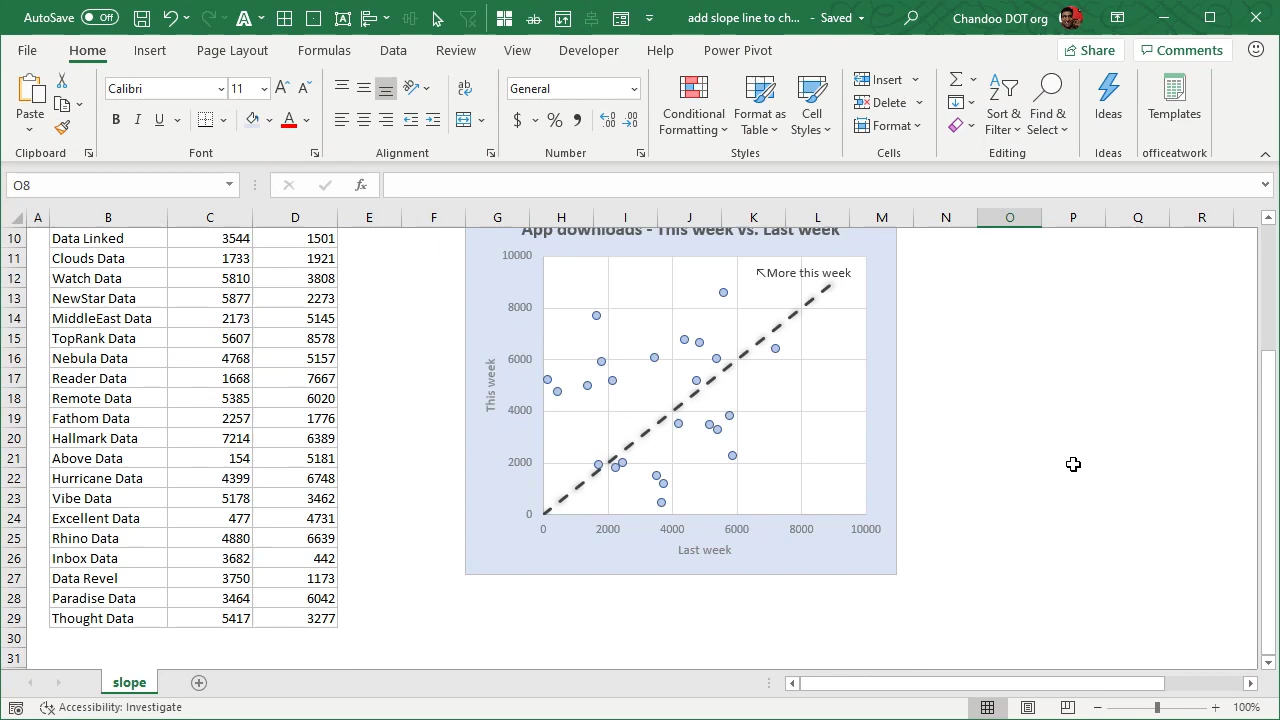 AutoSave Off add slope line to ch... - Saved Chandoo DOT org
File Home Insert Page Layout Formulas Data Review View Developer Help Power Pivot Share Comments
Paste Calibri 11 General Conditional Formatting Format as Table Cell Styles Insert Delete Format Sort & Filter Find & Select Ideas Templates
Clipboard Font Alignment Number Styles Cells Editing Ideas officeatwork
O8 fx
A B C D E F G H I J K L M N O P Q R
10 Data Linked 3544 1501
11 Clouds Data 1733 1921
12 Watch Data 5810 3808
13 NewStar Data 5877 2273
14 MiddleEast Data 2173 5145
15 TopRank Data 5607 8578
16 Nebula Data 4768 5157
17 Reader Data 1668 7667
18 Remote Data 5385 6020
19 Fathom Data 2257 1776
20 Hallmark Data 7214 6389
21 Above Data 154 5181
22 Hurricane Data 4399 6748
23 Vibe Data 5178 3462
24 Excellent Data 477 4731
25 Rhino Data 4880 6639
26 Inbox Data 3682 442
27 Data Revel 3750 1173
28 Paradise Data 3464 6042
29 Thought Data 5417 3277
30
31
App downloads - This week vs. Last week
10000
↖More this week
8000
6000
This week
4000
2000
0
0 2000 4000 6000 8000 10000
Last week
slope
Accessibility: Investigate 100%